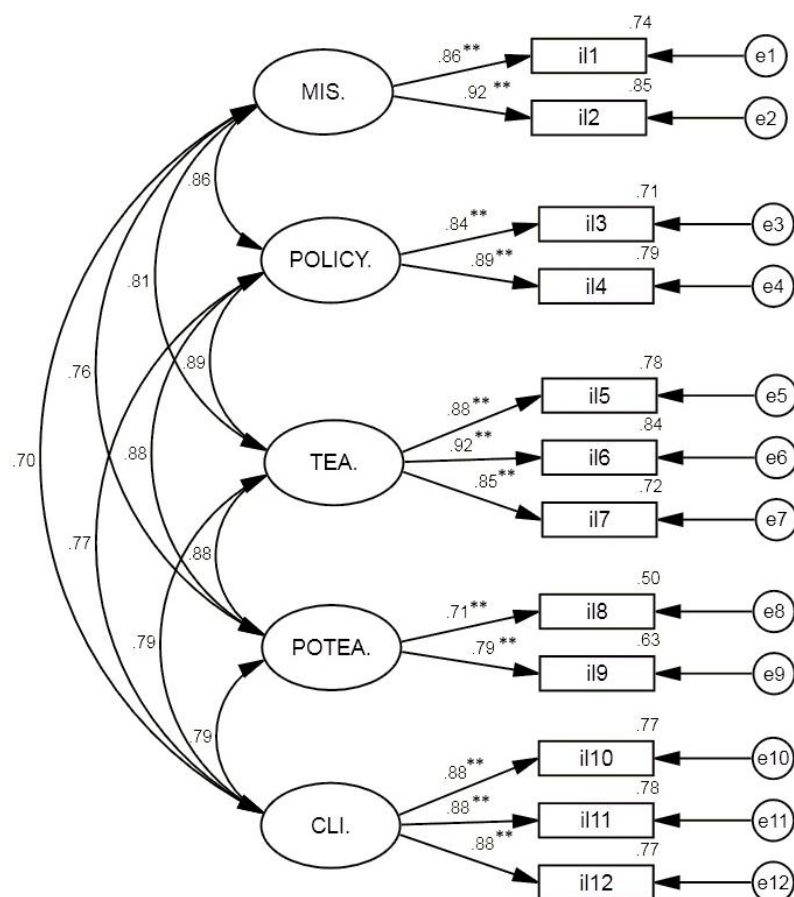 .74
.86**
il1
e1
MIS.
.92 **
.85
il2
e2
.86
.71
.84**
il3
e3
POLICY.
.89**
.79
il4
e4
.81
.89
.76
.78
.88**
il5
e5
.88
.92**
.84
TEA.
il6
e6
.70
.85**
.72
il7
e7
.77
.88
.50
.71**
il8
e8
.79
POTEA.
.79**
.63
il9
e9
.79
.77
.88**
il10
e10
.88**
.78
CLI.
il11
e11
.88**
.77
il12
e12